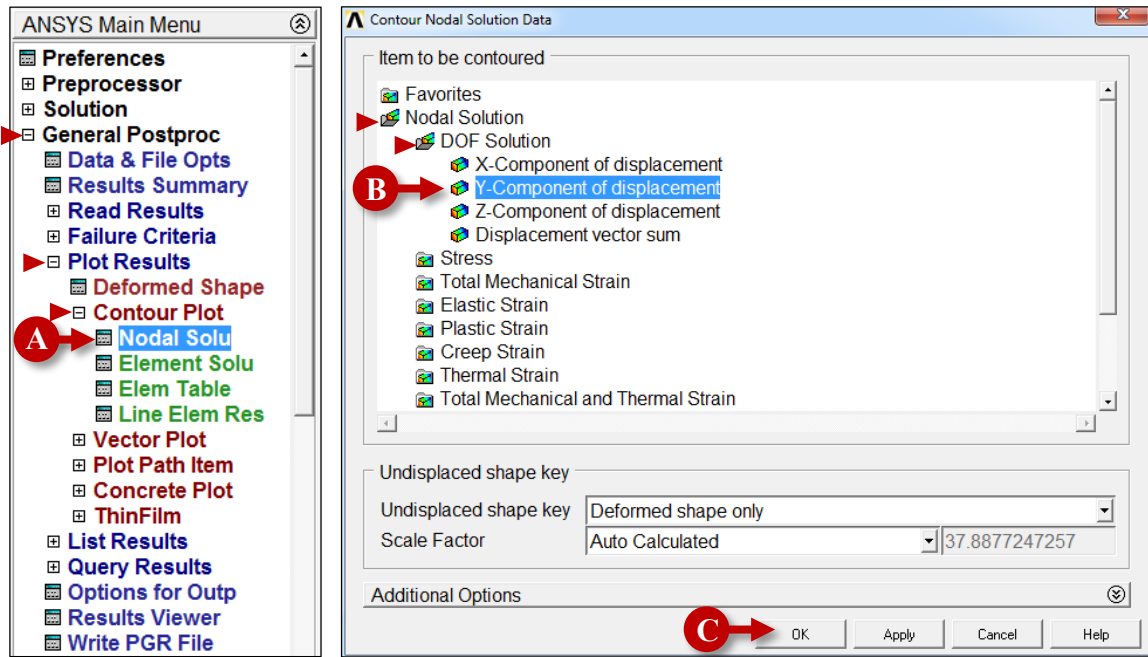 ANSYS Main Menu
Preferences
Preprocessor
Solution
General Postproc
Data & File Opts
Results Summary
Read Results
Failure Criteria
Plot Results
Deformed Shape
Contour Plot
A
Nodal Solu
Element Solu
Elem Table
Line Elem Res
Vector Plot
Plot Path Item
Concrete Plot
ThinFilm
List Results
Query Results
Options for Outp
Results Viewer
Write PGR File
Contour Nodal Solution Data
Item to be contoured
Favorites
Nodal Solution
DOF Solution
X-Component of displacement
B
Y-Component of displacement
Z-Component of displacement
Displacement vector sum
Stress
Total Mechanical Strain
Elastic Strain
Plastic Strain
Creep Strain
Thermal Strain
Total Mechanical and Thermal Strain
Undisplaced shape key
Undisplaced shape key Deformed shape only
Scale Factor Auto Calculated 37.8877247257
Additional Options
C OK Apply Cancel Help